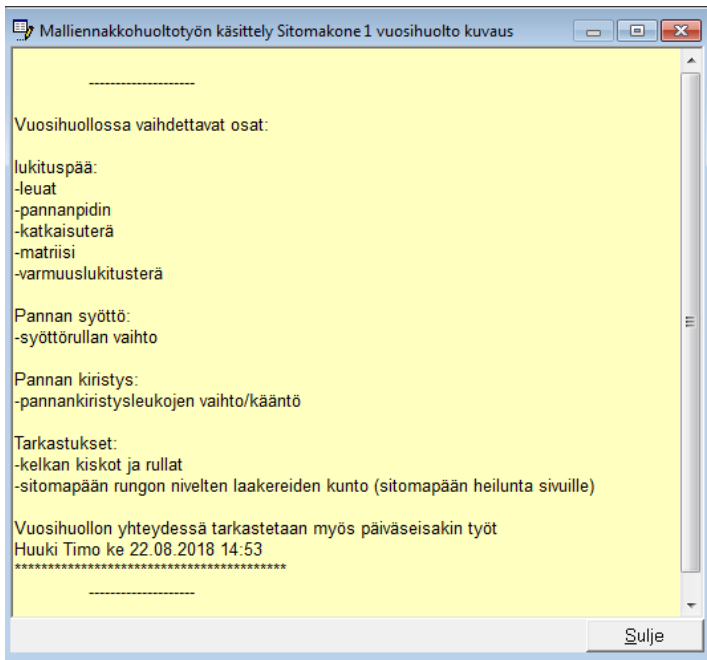 Malliennakkohuoltotyön käsittely Sitomakone 1 vuosihuolto kuvaus
--------------------
Vuosihuollossa vaihdettavat osat:
lukituspää:
-leuat
-pannanpidin
-katkaisuterä
-matriisi
-varmuuslukitusterä
Pannan syöttö:
-syöttörullan vaihto
Pannan kiristys:
-pannankiristysleukojen vaihto/kääntö
Tarkastukset:
-kelkan kiskot ja rullat
-sitomapään rungon nivelten laakereiden kunto (sitomapään heilunta sivuille)
Vuosihuollon yhteydessä tarkastetaan myös päiväseisakin työt
Huuki Timo ke 22.08.2018 14:53
*****************************************
--------------------
Sulje